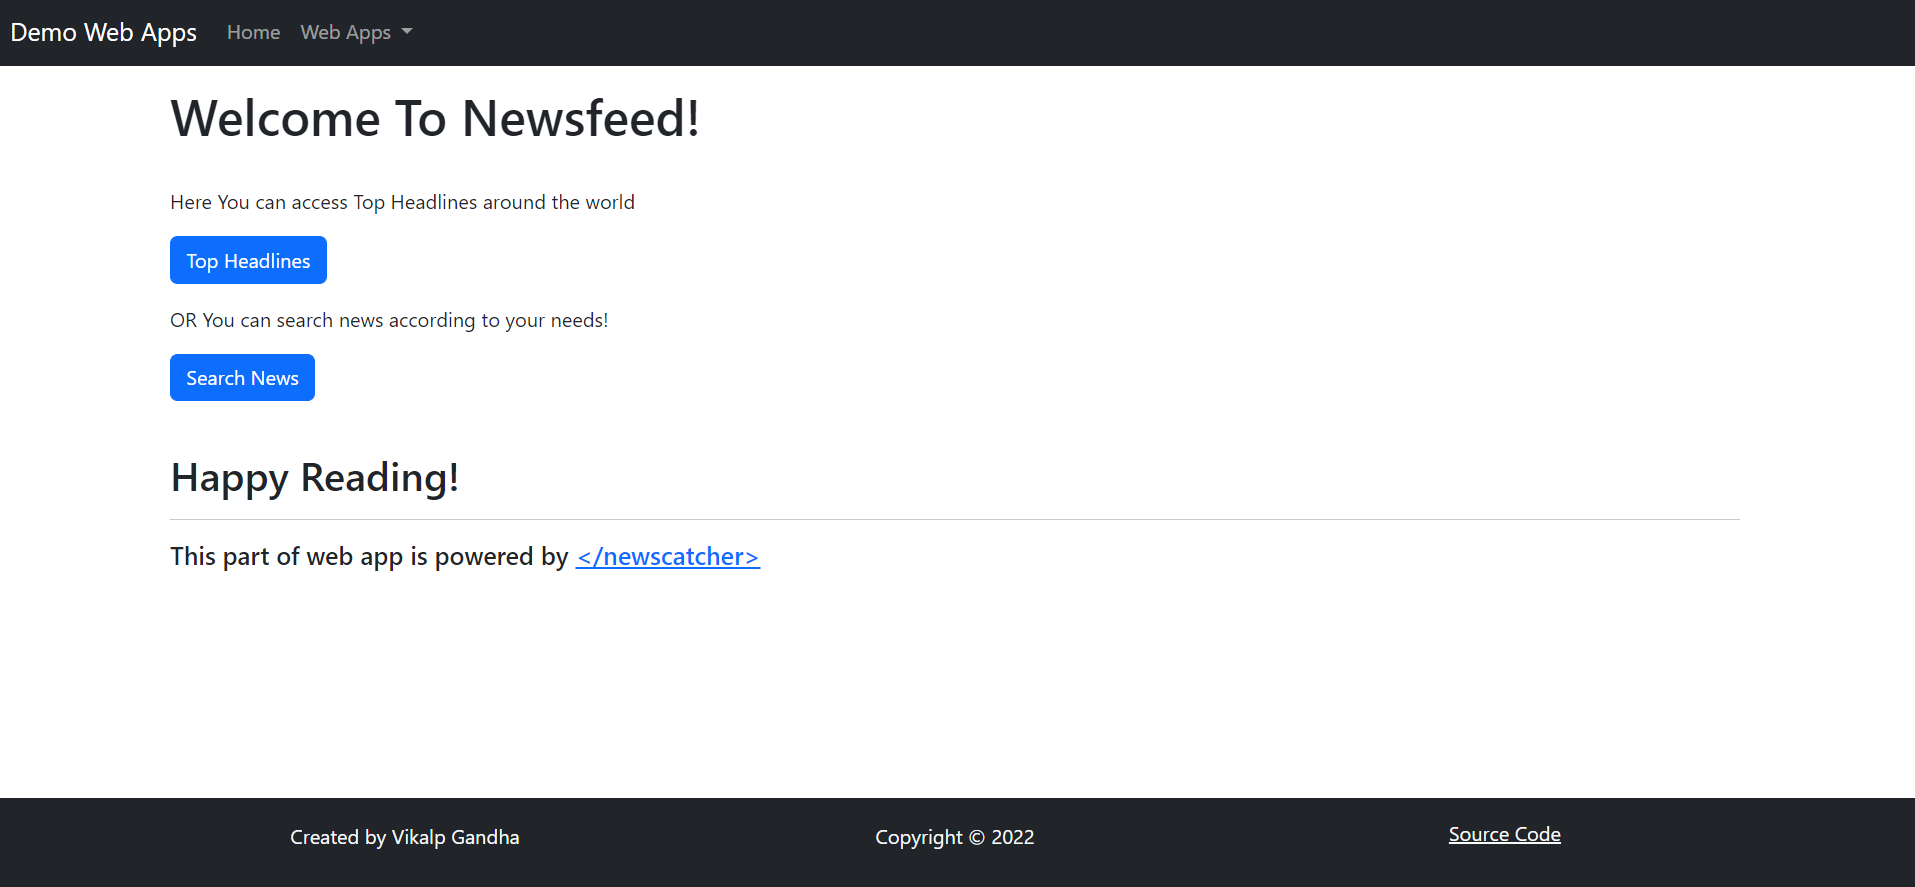 Demo Web Apps Home Web Apps
Welcome To Newsfeed!
Here You can access Top Headlines around the world
Top Headlines
OR You can search news according to your needs!
Search News
Happy Reading!
This part of web app is powered by </newscatcher>
Created by Vikalp Gandha Copyright © 2022 Source Code